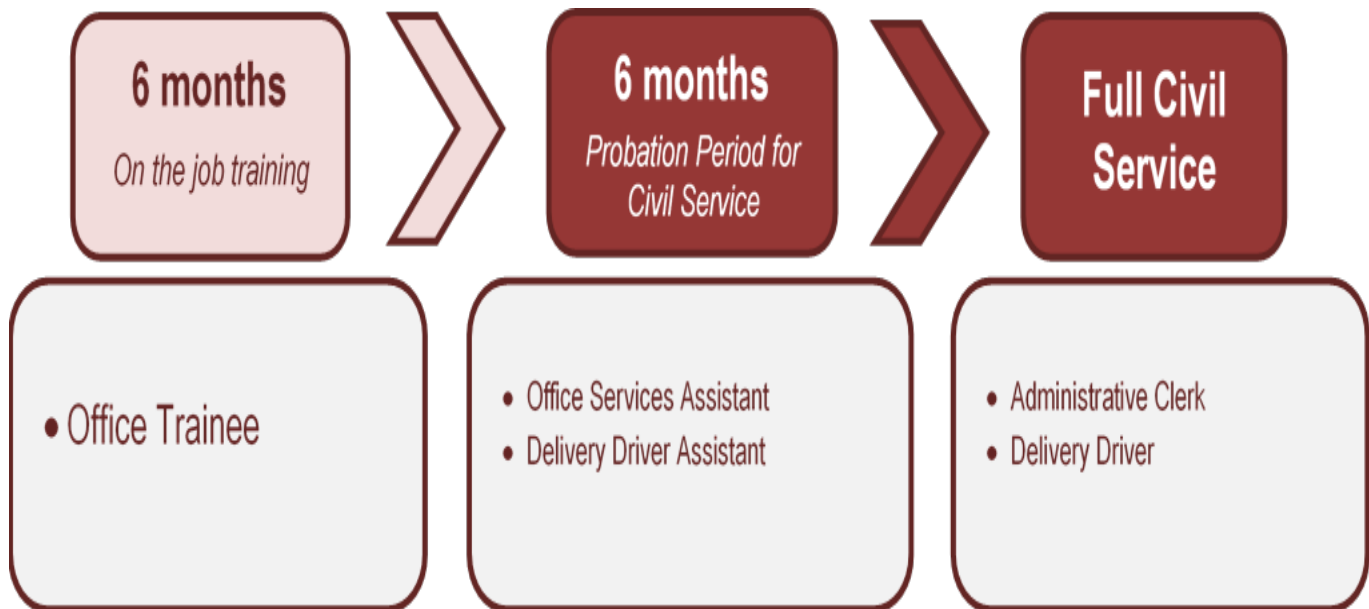 6 months
On the job training
6 months
Probation Period for
Civil Service
Full Civil
Service
• Office Trainee
• Office Services Assistant
• Delivery Driver Assistant
• Administrative Clerk
• Delivery Driver